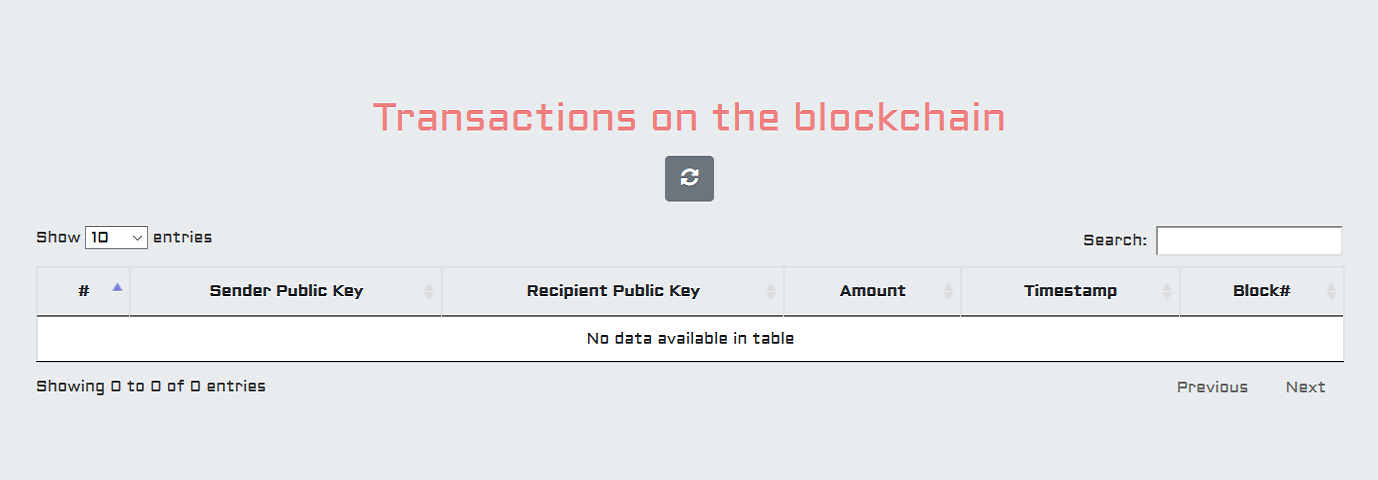 Transactions on the blockchain
Show 10 entries Search:
# Sender Public Key Recipient Public Key Amount Timestamp Block#
No data available in table
Showing 0 to 0 of 0 entries Previous Next